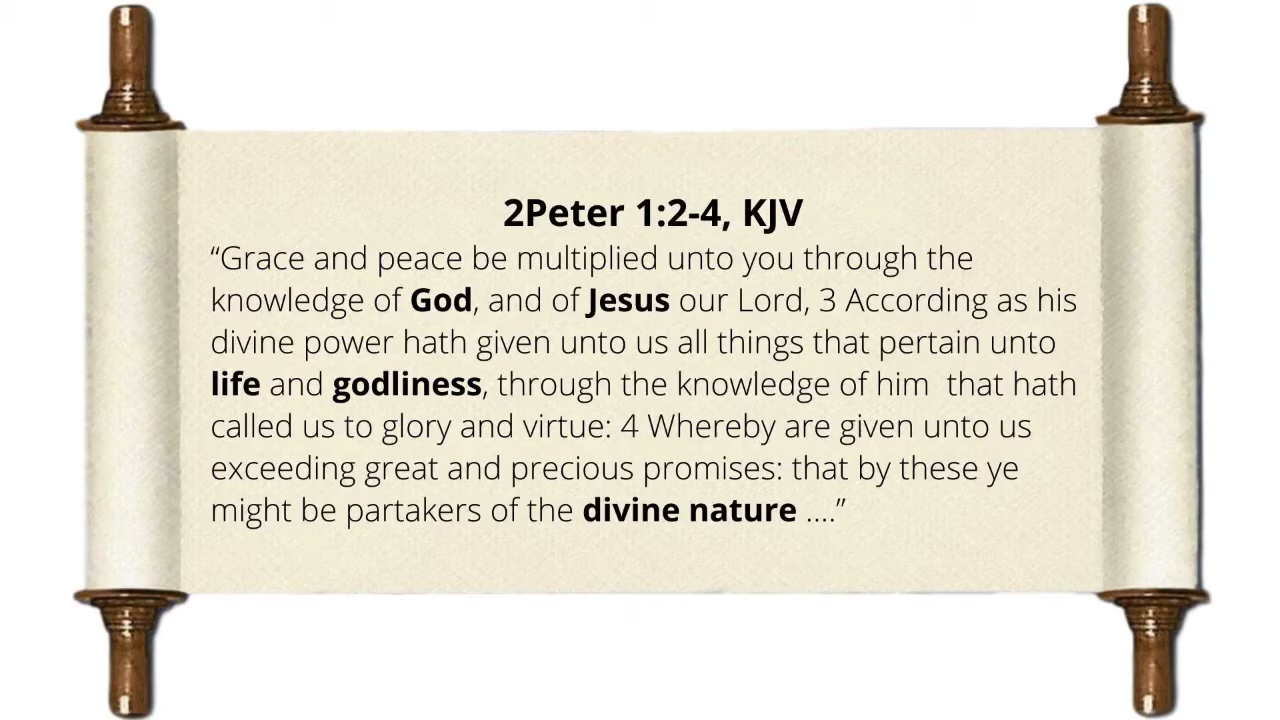 2Peter 1:2-4, KJV
“Grace and peace be multiplied unto you through the
knowledge of God, and of Jesus our Lord, 3 According as his
divine power hath given unto us all things that pertain unto
life and godliness, through the knowledge of him  that hath
called us to glory and virtue: 4 Whereby are given unto us
exceeding great and precious promises: that by these ye
might be partakers of the divine nature ....”